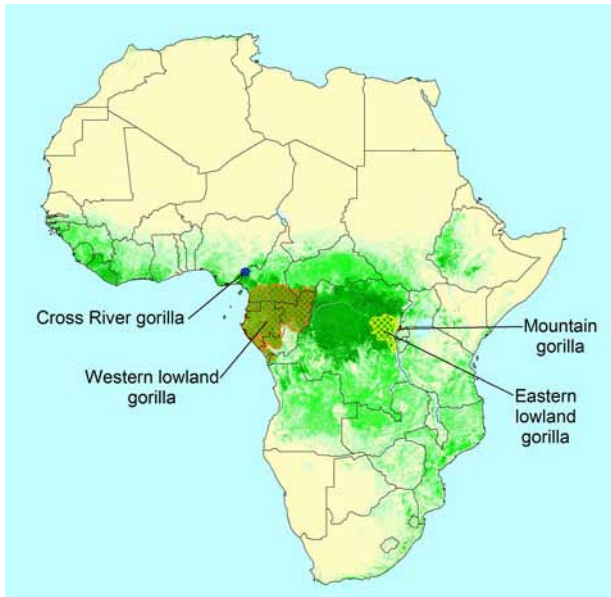 Cross River gorilla
Western lowland
gorilla
Mountain
gorilla
Eastern
lowland
gorilla